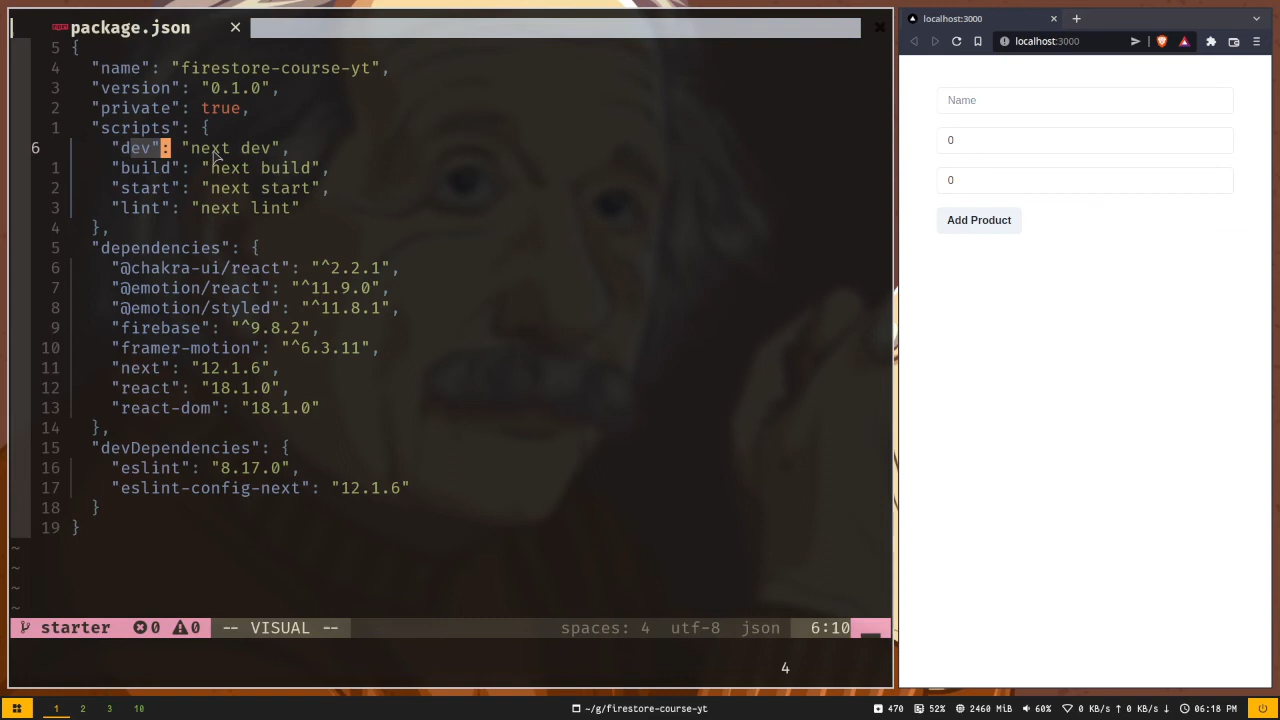 package.json
5 {
4 "name": "firestore-course-yt",
3 "version": "0.1.0",
2 "private": true,
1 "scripts": {
6 "dev": "next dev",
1 "build": "next build",
2 "start": "next start",
3 "lint": "next lint"
4 },
5 "dependencies": {
6 "@chakra-ui/react": "^2.2.1",
7 "@emotion/react": "^11.9.0",
8 "@emotion/styled": "^11.8.1",
9 "firebase": "^9.8.2",
10 "framer-motion": "^6.3.11",
11 "next": "12.1.6",
12 "react": "18.1.0",
13 "react-dom": "18.1.0"
14 },
15 "devDependencies": {
16 "eslint": "8.17.0",
17 "eslint-config-next": "12.1.6"
18 }
19 }
~
~
~
~
starter 0 0 -- VISUAL -- spaces: 4 utf-8 json 6:10
4
localhost:3000
localhost:3000
Name
0
0
Add Product
1 2 3 10 ~/g/firestore-course-yt 470 52% 2460 MiB 60% 0 KB/s ↑ 0 KB/s ↓ 06:18 PM